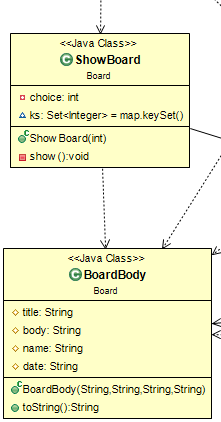 <<Java Class>>
ShowBoard
Board
choice: int
ks: Set<Integer> = map.keySet()
Show Board(int)
show ():void
<<Java Class>>
BoardBody
Board
title: String
body: String
name: String
date: String
BoardBody(String,String,String,String)
toString():String